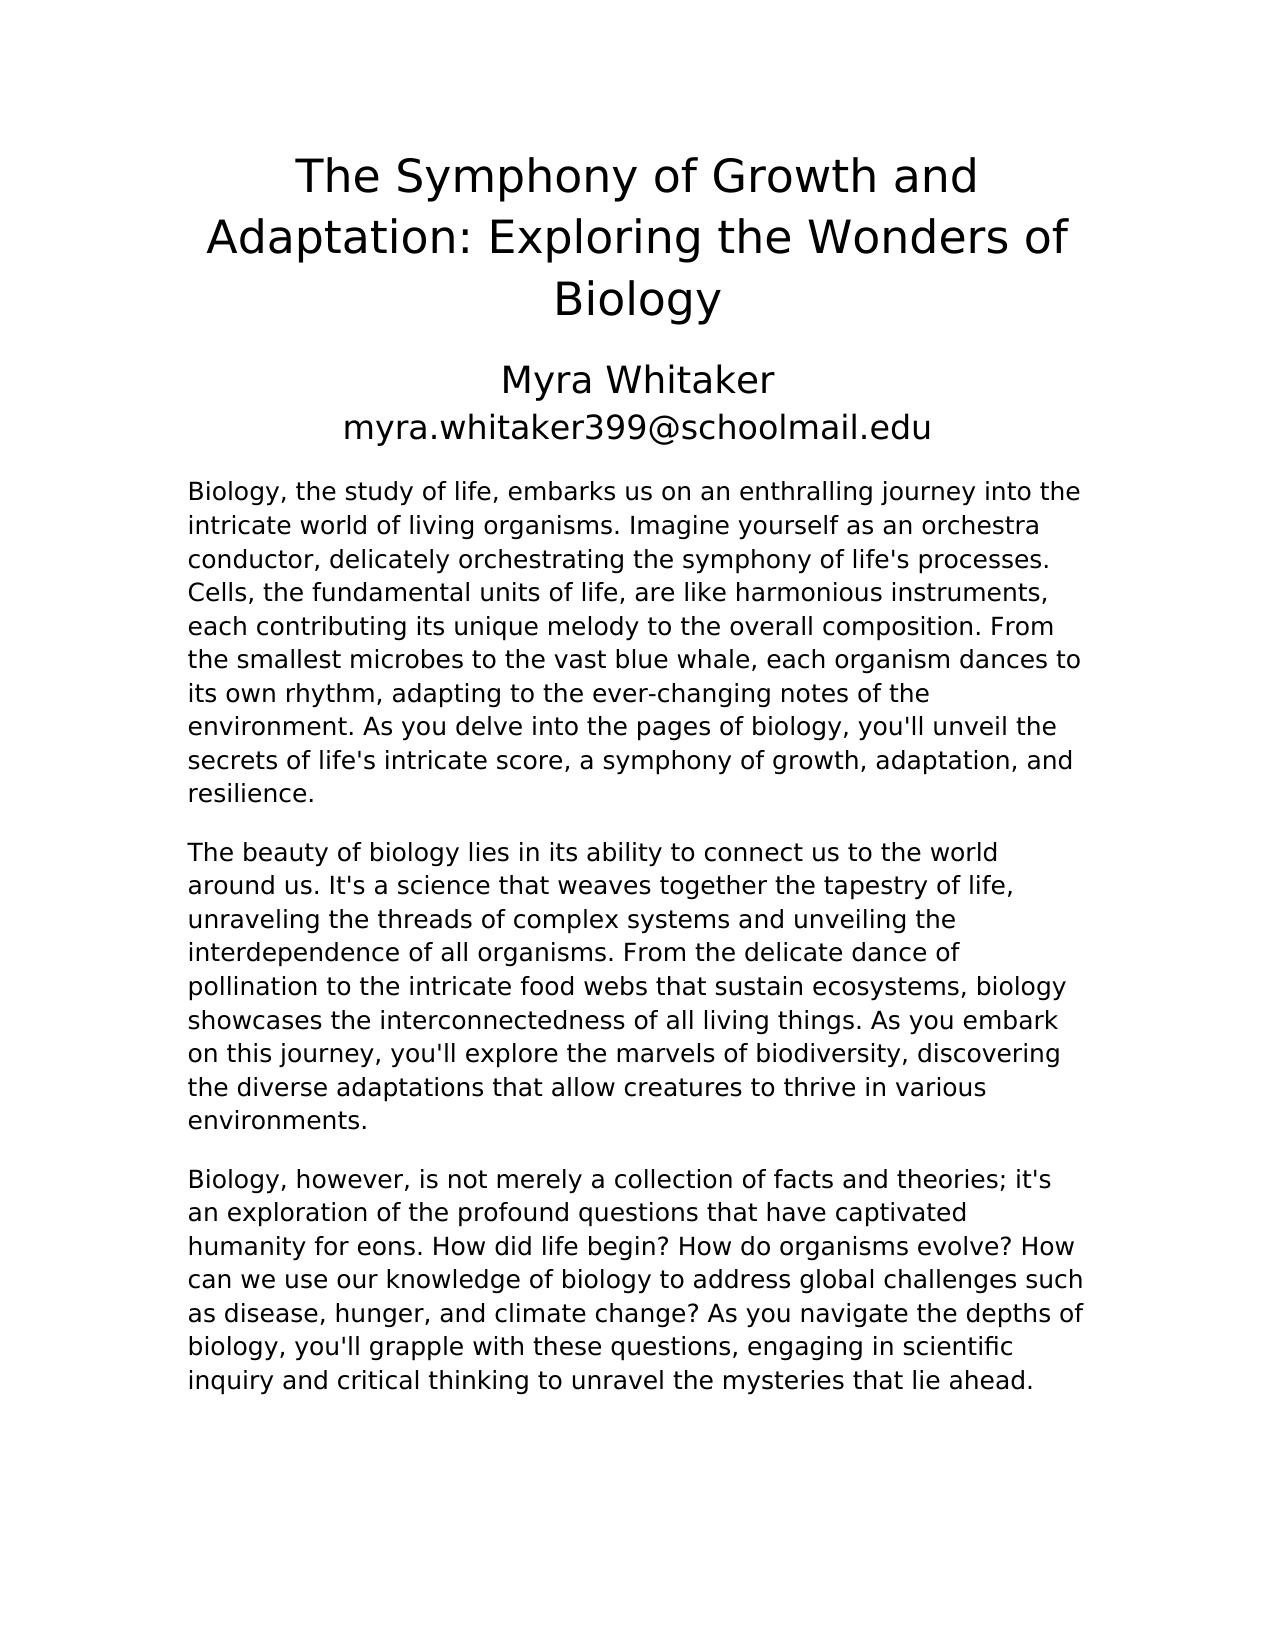 The Symphony of Growth and
Adaptation: Exploring the Wonders of
Biology
Myra Whitaker
myra.whitaker399@schoolmail.edu
Biology, the study of life, embarks us on an enthralling journey into the
intricate world of living organisms. Imagine yourself as an orchestra
conductor, delicately orchestrating the symphony of life's processes.
Cells, the fundamental units of life, are like harmonious instruments,
each contributing its unique melody to the overall composition. From
the smallest microbes to the vast blue whale, each organism dances to
its own rhythm, adapting to the ever-changing notes of the
environment. As you delve into the pages of biology, you'll unveil the
secrets of life's intricate score, a symphony of growth, adaptation, and
resilience.
The beauty of biology lies in its ability to connect us to the world
around us. It's a science that weaves together the tapestry of life,
unraveling the threads of complex systems and unveiling the
interdependence of all organisms. From the delicate dance of
pollination to the intricate food webs that sustain ecosystems, biology
showcases the interconnectedness of all living things. As you embark
on this journey, you'll explore the marvels of biodiversity, discovering
the diverse adaptations that allow creatures to thrive in various
environments.
Biology, however, is not merely a collection of facts and theories; it's
an exploration of the profound questions that have captivated
humanity for eons. How did life begin? How do organisms evolve? How
can we use our knowledge of biology to address global challenges such
as disease, hunger, and climate change? As you navigate the depths of
biology, you'll grapple with these questions, engaging in scientific
inquiry and critical thinking to unravel the mysteries that lie ahead.